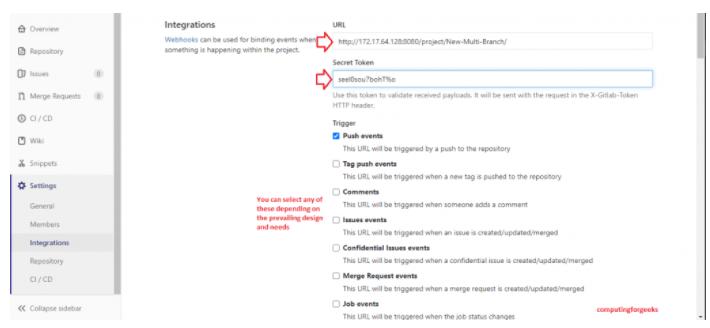 Overview
Repository
Issues 0
Merge Requests 0
CI / CD
Wiki
Snippets
Settings
General
Members
Integrations
Repository
CI / CD
Collapse sidebar
Integrations
Webhooks can be used for binding events when
something is happening within the project.
URL
http://172.17.64.128:8080/project/New-Multi-Branch/
Secret Token
seel0sou7bohT%o
Use this token to validate received payloads. It will be sent with the request in the X-Gitlab-Token
HTTP header.
Trigger
Push events
This URL will be triggered by a push to the repository
Tag push events
This URL will be triggered when a new tag is pushed to the repository
Comments
This URL will be triggered when someone adds a comment
Issues events
This URL will be triggered when an issue is created/updated/merged
Confidential Issues events
This URL will be triggered when a confidential issue is created/updated/merged
Merge Request events
This URL will be triggered when a merge request is created/updated/merged
Job events
This URL will be triggered when the job status changes
You can select any of
these depending on
the prevailing design
and needs
computingforgeeks